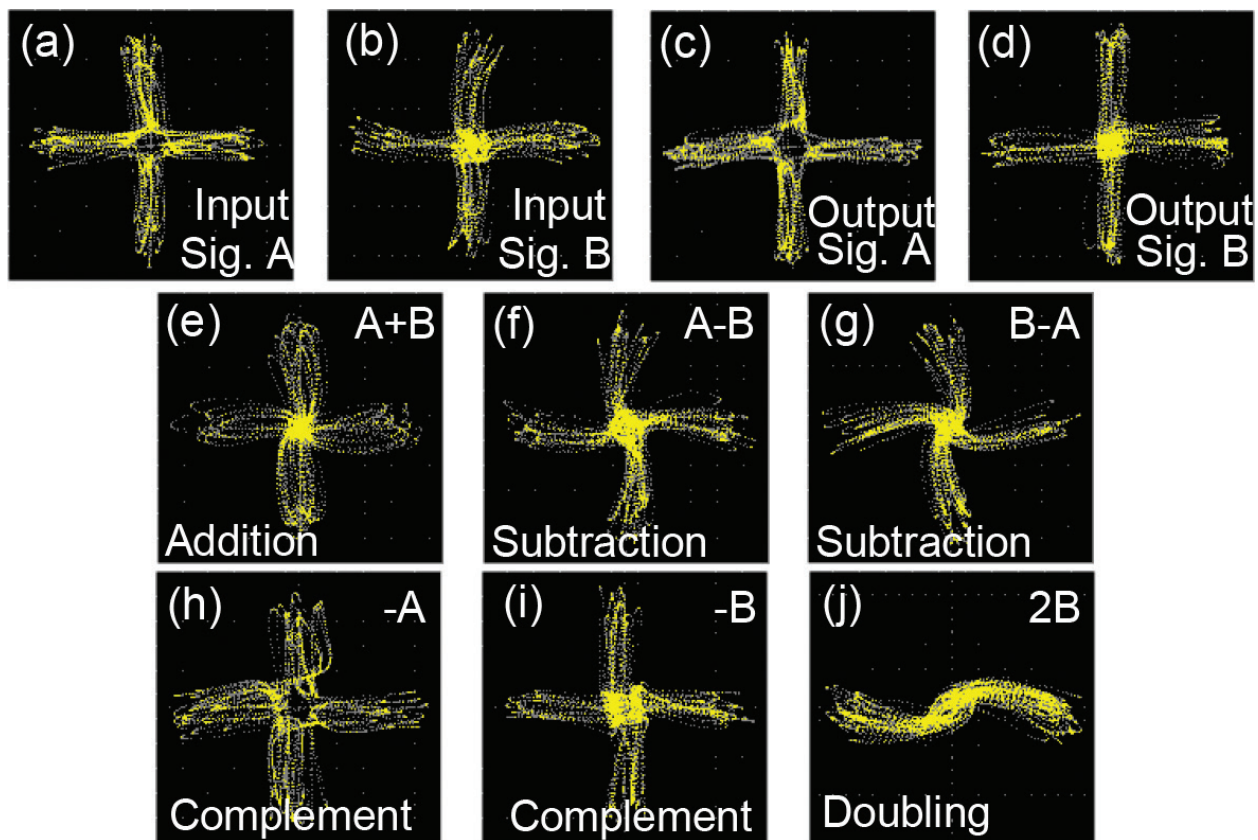 (a)
Input
Sig. A
(b)
Input
Sig. B
(c)
Output
Sig. A
(d)
Output
Sig. B
(e)
A+B
Addition
(f)
A-B
Subtraction
(g)
B-A
Subtraction
(h)
-A
Complement
(i)
-B
Complement
(j)
2B
Doubling